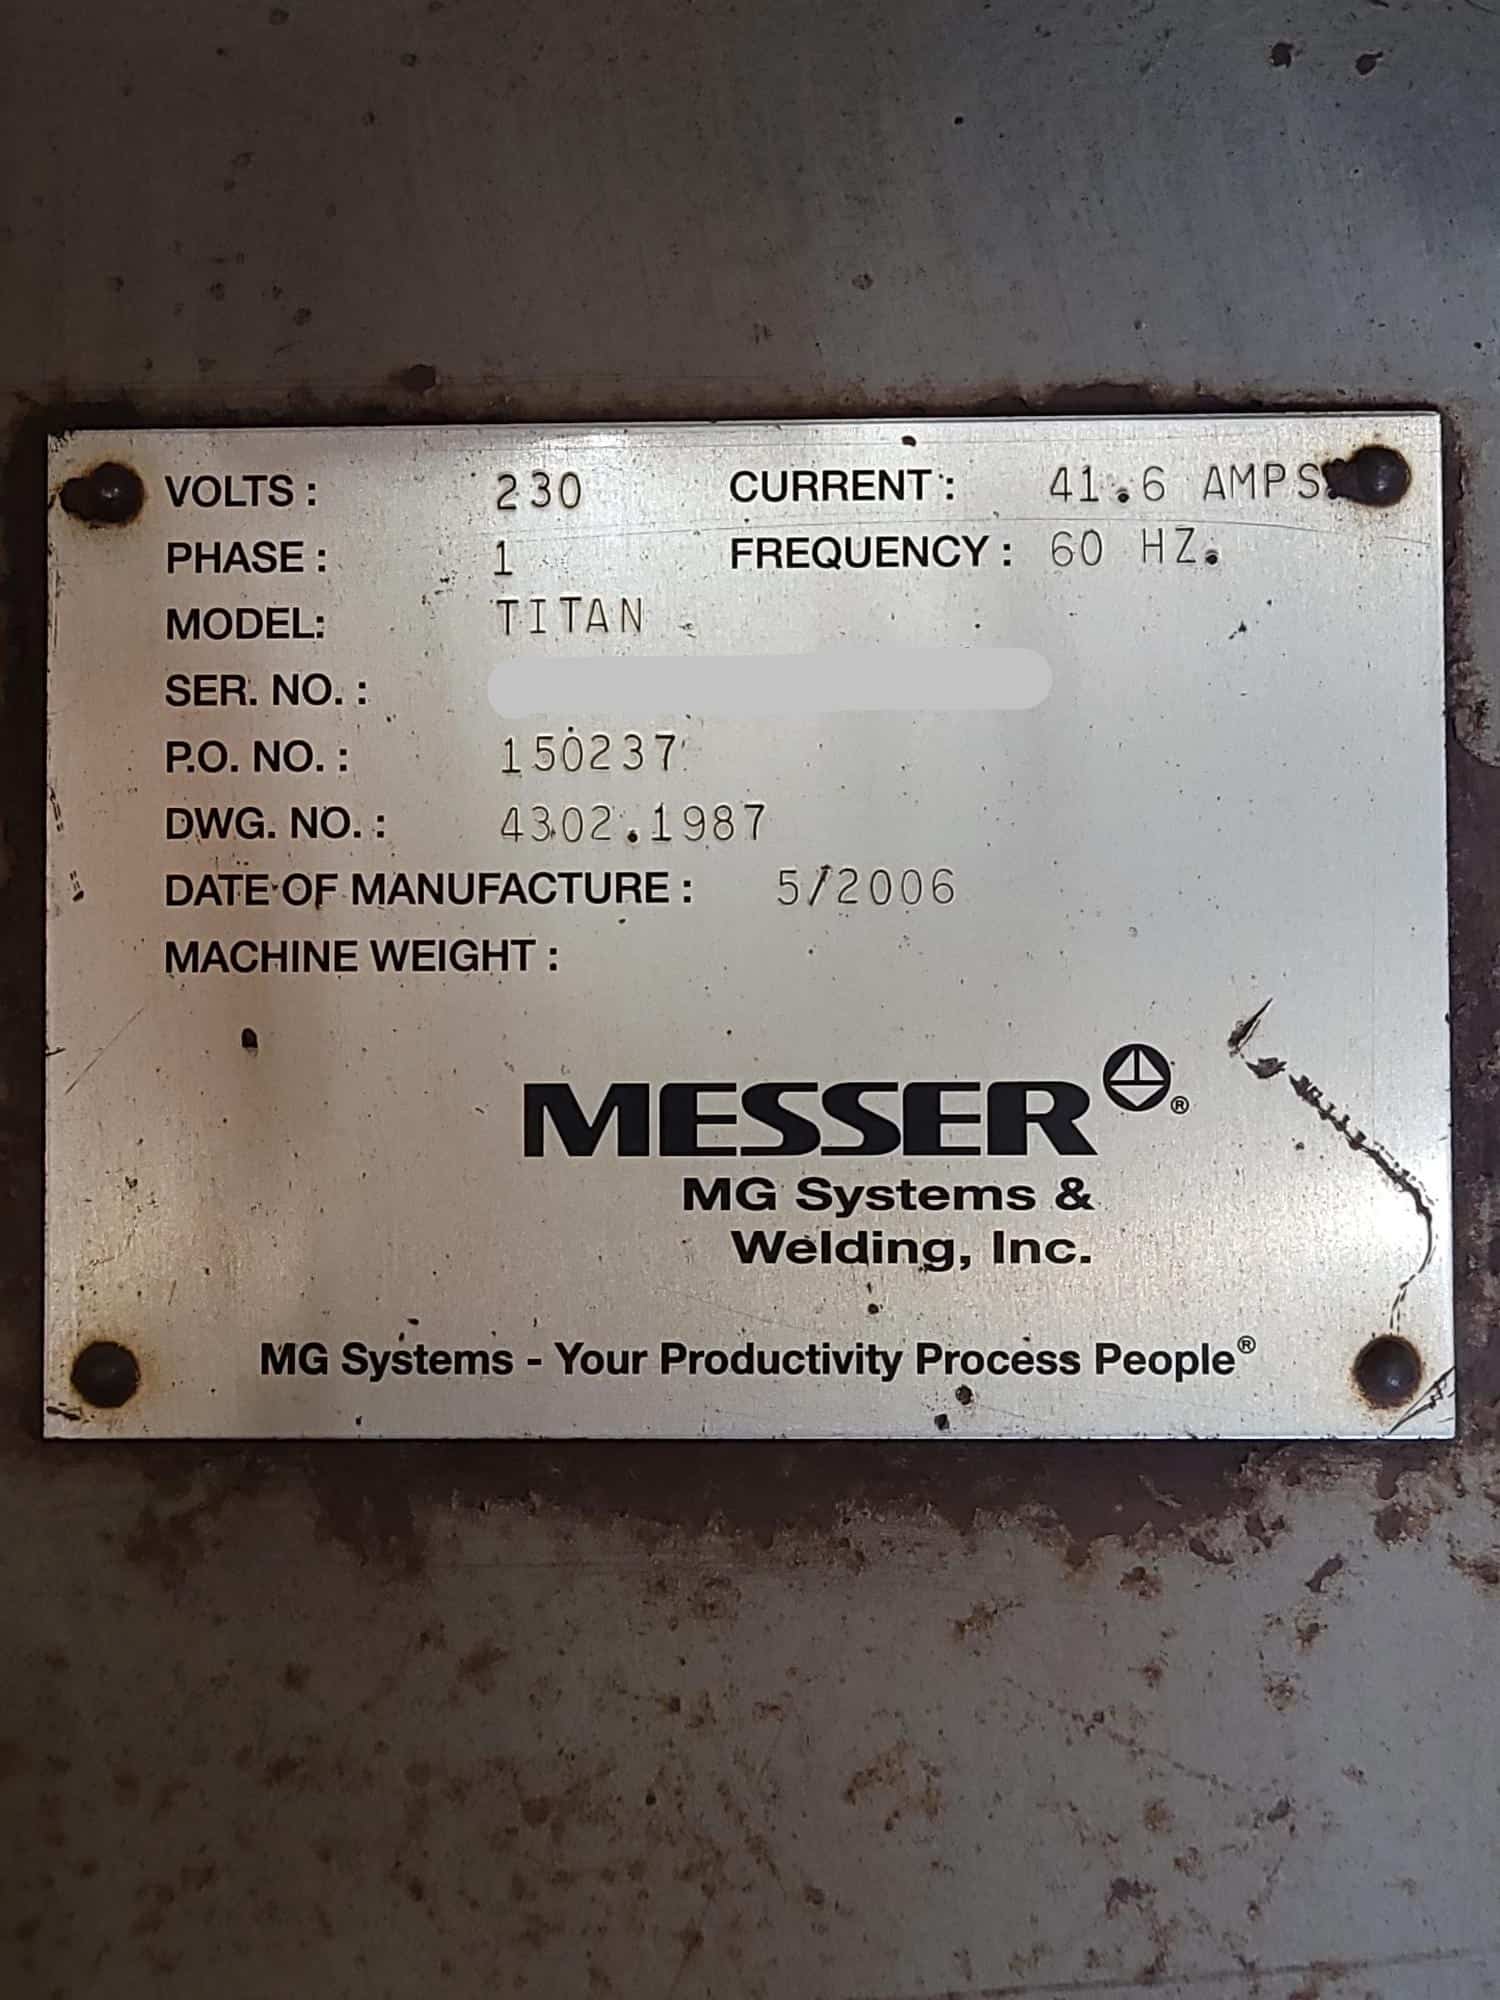 VOLTS : 230 CURRENT : 41.6 AMPS.
PHASE : 1 FREQUENCY : 60 HZ.
MODEL: TITAN
SER. NO. :
P.O. NO. : 150237
DWG. NO. : 4302.1987
DATE OF MANUFACTURE : 5/2006
MACHINE WEIGHT :
MESSER ®
MG Systems &
Welding, Inc.
MG Systems - Your Productivity Process People®